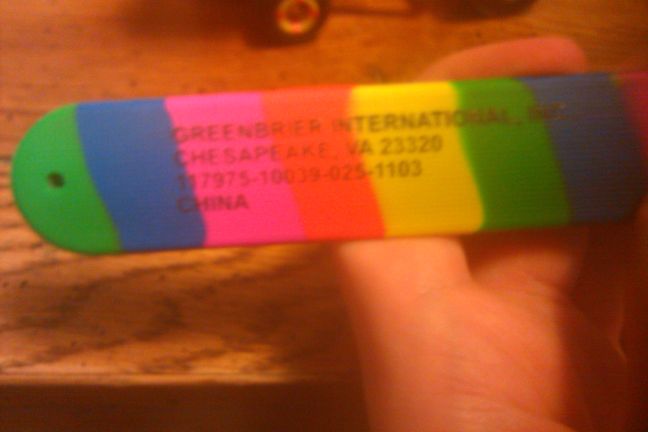 GREENBRIER INTERNATIONAL, INC.
CHESAPEAKE, VA 23320
117975-10039-025-1103
CHINA